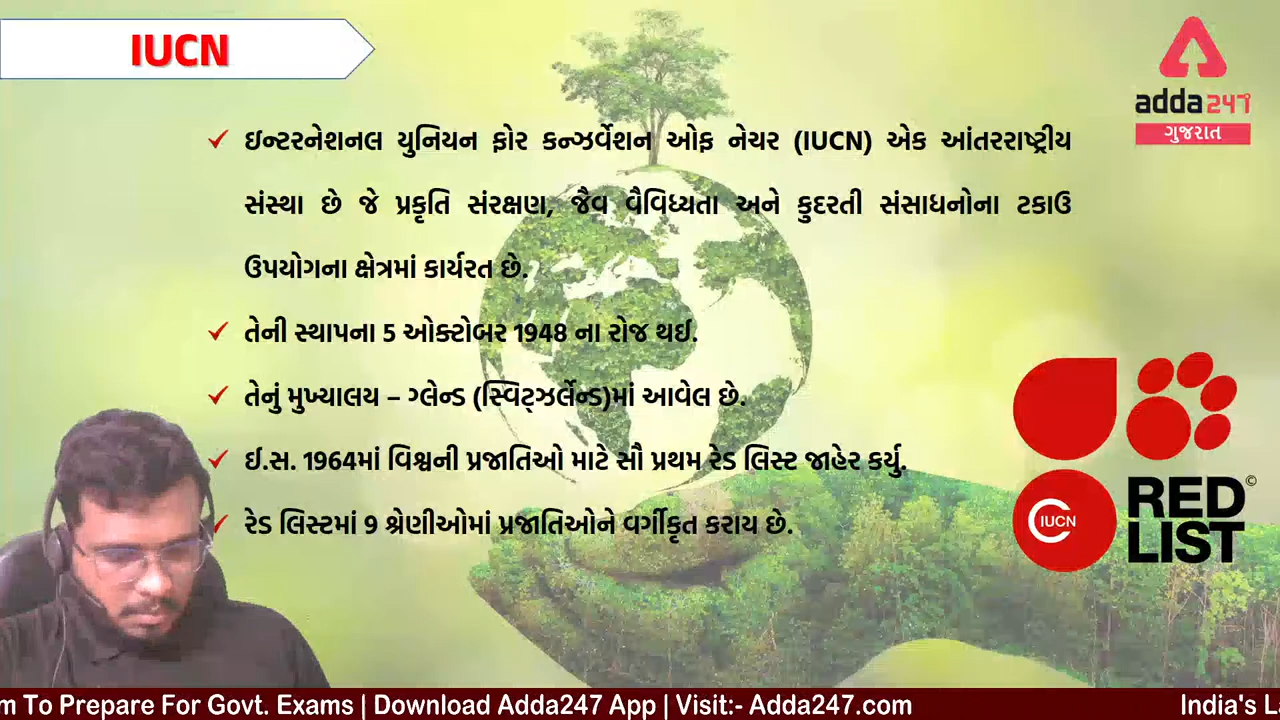 IUCN
adda247
ગુજરાત
ઇન્ટરનેશનલ યુનિયન ફોર કન્ઝર્વેશન ઓફ નેચર (IUCN) એક આંતરરાષ્ટ્રીય
સંસ્થા છે જે પ્રકૃતિ સંરક્ષણ, જૈવ વૈવિધ્યતા અને કુદરતી સંસાધનોના ટકાઉ
ઉપયોગના ક્ષેત્રમાં કાર્યરત છે.
તેની સ્થાપના 5 ઓક્ટોબર 1948 ના રોજ થઈ.
તેનું મુખ્યાલય – ગ્લેન્ડ (સ્વિટ્ઝર્લેન્ડ)માં આવેલ છે.
ઈ.સ. 1964માં વિશ્વની પ્રજાતિઓ માટે સૌ પ્રથમ રેડ લિસ્ટ જાહેર કર્યુ.
રેડ લિસ્ટમાં 9 શ્રેણીઓમાં પ્રજાતિઓને વર્ગીકૃત કરાય છે.
IUCN
RED ©
LIST
To Prepare For Govt. Exams | Download Adda247 App | Visit:- Adda247.com
India's